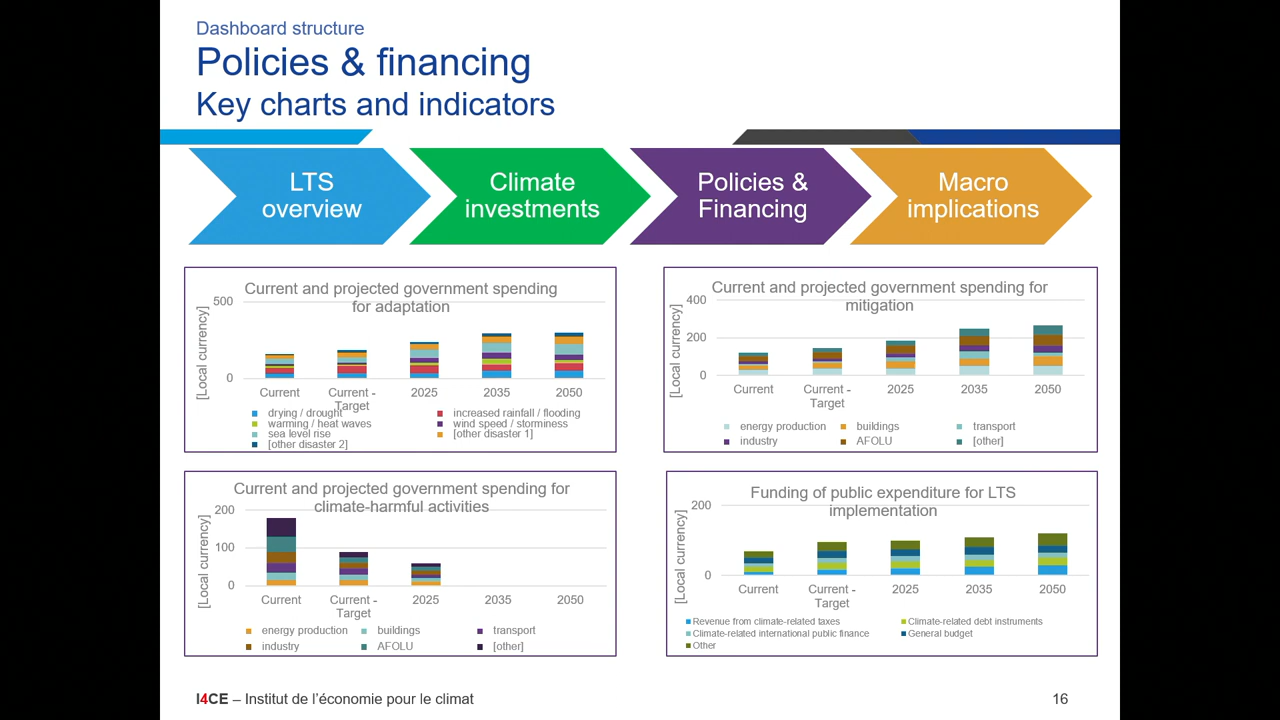 Dashboard structure
Policies & financing
Key charts and indicators
LTS
overview
Climate
investments
Policies &
Financing
Macro
implications
Current and projected government spending
for adaptation
[Local currency]
500
0
Current
Current -
Target
2025
2035
2050
drying / drought
increased rainfall / flooding
warming / heat waves
wind speed / storminess
sea level rise
[other disaster 1]
[other disaster 2]
Current and projected government spending for
mitigation
[Local currency]
400
200
0
Current
Current -
Target
2025
2035
2050
energy production
buildings
transport
industry
AFOLU
[other]
Current and projected government spending for
climate-harmful activities
[Local currency]
200
100
0
Current
Current -
Target
2025
2035
2050
energy production
buildings
transport
industry
AFOLU
[other]
Funding of public expenditure for LTS
implementation
[Local currency]
200
0
Current
Current -
Target
2025
2035
2050
Revenue from climate-related taxes
Climate-related debt instruments
Climate-related international public finance
General budget
Other
I4CE – Institut de l’économie pour le climat
16